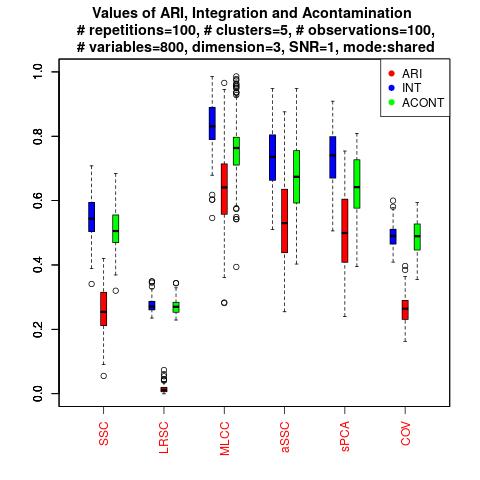 Values of ARI, Integration and Acontamination
# repetitions=100, # clusters=5, # observations=100,
# variables=800, dimension=3, SNR=1, mode:shared
ARI
INT
ACONT
1.0
0.8
0.6
0.4
0.2
0.0
SSC
LRSC
MLCC
aSSC
sPCA
COV